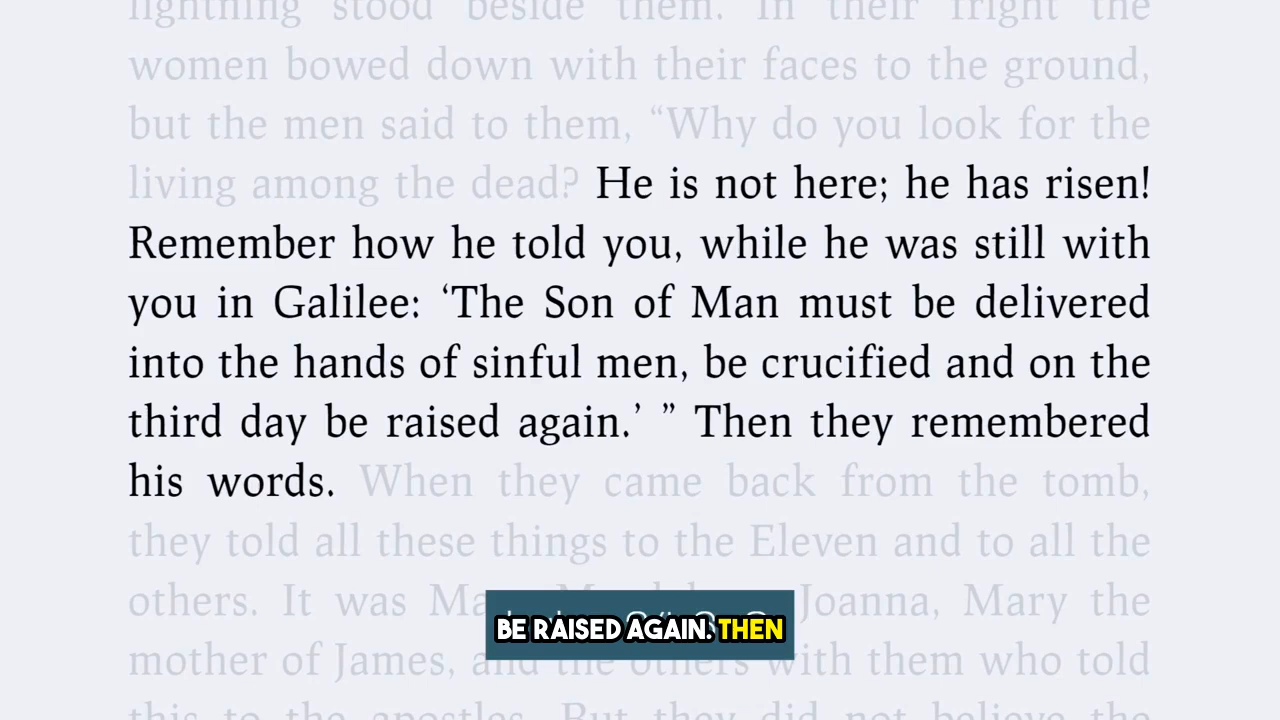 lightning stood beside them. In their fright the
women bowed down with their faces to the ground,
but the men said to them, “Why do you look for the
living among the dead? He is not here; he has risen!
Remember how he told you, while he was still with
you in Galilee: ‘The Son of Man must be delivered
into the hands of sinful men, be crucified and on the
third day be raised again.’ ” Then they remembered
his words. When they came back from the tomb,
they told all these things to the Eleven and to all the
others. It was Joanna, Mary the
BE RAISED AGAIN. THEN
mother of James, and the others with them who told
this to the apostles. But they did not believe the